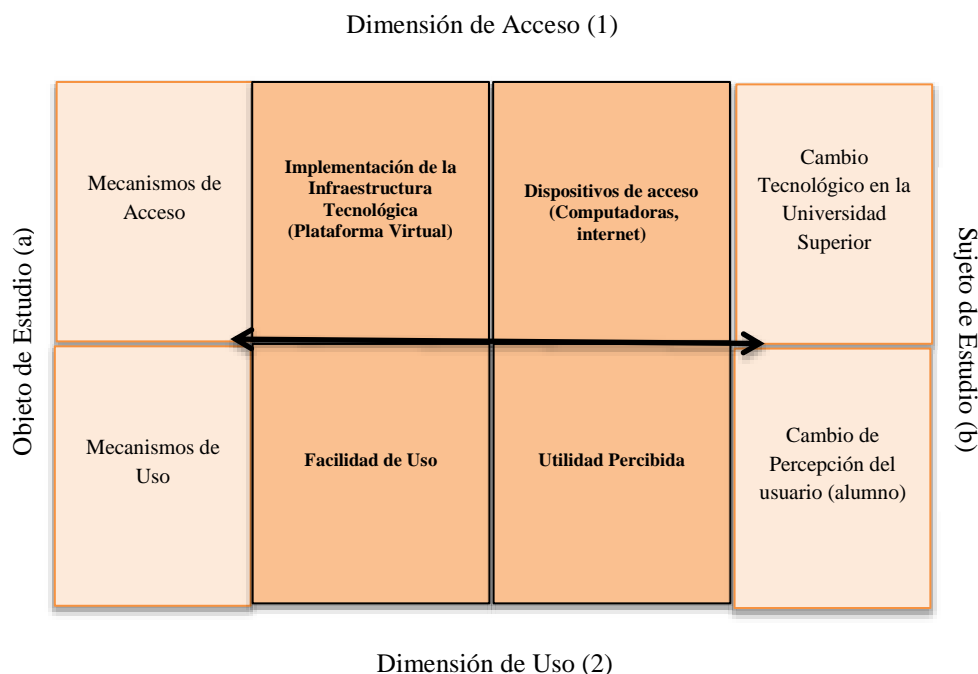 Dimensión de Acceso (1)
Objeto de Estudio (a)
Mecanismos de
Acceso
Implementación de la
Infraestructura
Tecnológica
(Plataforma Virtual)
Dispositivos de acceso
(Computadoras,
internet)
Cambio
Tecnológico en la
Universidad
Superior
Sujeto de Estudio (b)
Mecanismos de
Uso
Facilidad de Uso
Utilidad Percibida
Cambio de
Percepción del
usuario (alumno)
Dimensión de Uso (2)